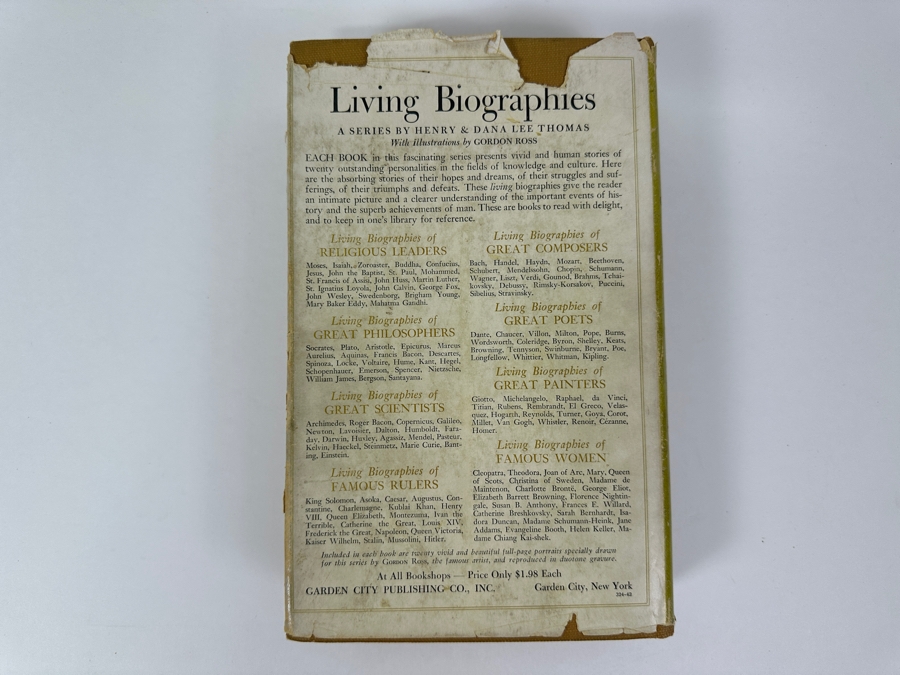 Living Biographies
A SERIES BY HENRY & DANA LEE THOMAS
With Illustrations by GORDON ROSS
EACH BOOK in this fascinating series presents vivid and human stories of
twenty outstanding personalities in the fields of knowledge and culture. Here
are the absorbing stories of their hopes and dreams, of their struggles and suf-
ferings, of their triumphs and defeats. These living biographies give the reader
an intimate picture and a clearer understanding of the important events of his-
tory and the superb achievements of man. These are books to read with delight,
and to keep in one's library for reference.
Living Biographies of
RELIGIOUS LEADERS
Moses, Isaiah, Zoroaster, Buddha, Confucius,
Jesus, John the Baptist, St. Paul, Mohammed,
St. Francis of Assisi, John Huss, Martin Luther,
St. Ignatius Loyola, John Calvin, George Fox,
John Wesley, Swedenborg, Brigham Young,
Mary Baker Eddy, Mahatma Gandhi.
Living Biographies of
GREAT PHILOSOPHERS
Socrates, Plato, Aristotle, Epicurus, Marcus
Aurelius, Aquinas, Francis Bacon, Descartes,
Spinoza, Locke, Voltaire, Hume, Kant, Hegel,
Schopenhauer, Emerson, Spencer, Nietzsche,
William James, Bergson, Santayana.
Living Biographies of
GREAT SCIENTISTS
Archimedes, Roger Bacon, Copernicus, Galileo,
Newton, Lavoisier, Dalton, Humboldt, Fara-
day, Darwin, Huxley, Agassiz, Mendel, Pasteur,
Kelvin, Haeckel, Steinmetz, Marie Curie, Bant-
ing, Einstein.
Living Biographies of
FAMOUS RULERS
King Solomon, Asoka, Caesar, Augustus, Con-
stantine, Charlemagne, Kublai Khan, Henry
VIII, Queen Elizabeth, Montezuma, Ivan the
Terrible, Catherine the Great, Louis XIV,
Frederick the Great, Napoleon, Queen Victoria,
Kaiser Wilhelm, Stalin, Mussolini, Hitler.
Living Biographies of
GREAT COMPOSERS
Bach, Handel, Haydn, Mozart, Beethoven,
Schubert, Mendelssohn, Chopin, Schumann,
Wagner, Liszt, Verdi, Gounod, Brahms, Tchai-
kovsky, Debussy, Rimsky-Korsakov, Puccini,
Sibelius, Stravinsky.
Living Biographies of
GREAT POETS
Dante, Chaucer, Villon, Milton, Pope, Burns,
Wordsworth, Coleridge, Byron, Shelley, Keats,
Browning, Tennyson, Swinburne, Bryant, Poe,
Longfellow, Whittier, Whitman, Kipling.
Living Biographies of
GREAT PAINTERS
Giotto, Michelangelo, Raphael, da Vinci,
Titian, Rubens, Rembrandt, El Greco, Velas-
quez, Hogarth, Reynolds, Turner, Goya, Corot,
Millet, Van Gogh, Whistler, Renoir, Cézanne,
Homer.
Living Biographies of
FAMOUS WOMEN
Cleopatra, Theodora, Joan of Arc, Mary, Queen
of Scots, Christina of Sweden, Madame de
Maintenon, Charlotte Brontë, George Eliot,
Elizabeth Barrett Browning, Florence Nightin-
gale, Susan B. Anthony, Frances E. Willard,
Catherine Breshkovsky, Sarah Bernhardt, Isa-
dora Duncan, Madame Schumann-Heink, Jane
Addams, Evangeline Booth, Helen Keller, Ma-
dame Chiang Kai-shek.
Included in each book are twenty vivid and beautiful full-page portraits specially drawn
for this series by GORDON ROSS, the famous artist, and reproduced in duotone gravure.
At All Bookshops — Price Only $1.98 Each
GARDEN CITY PUBLISHING CO., INC. Garden City, New York
324-43